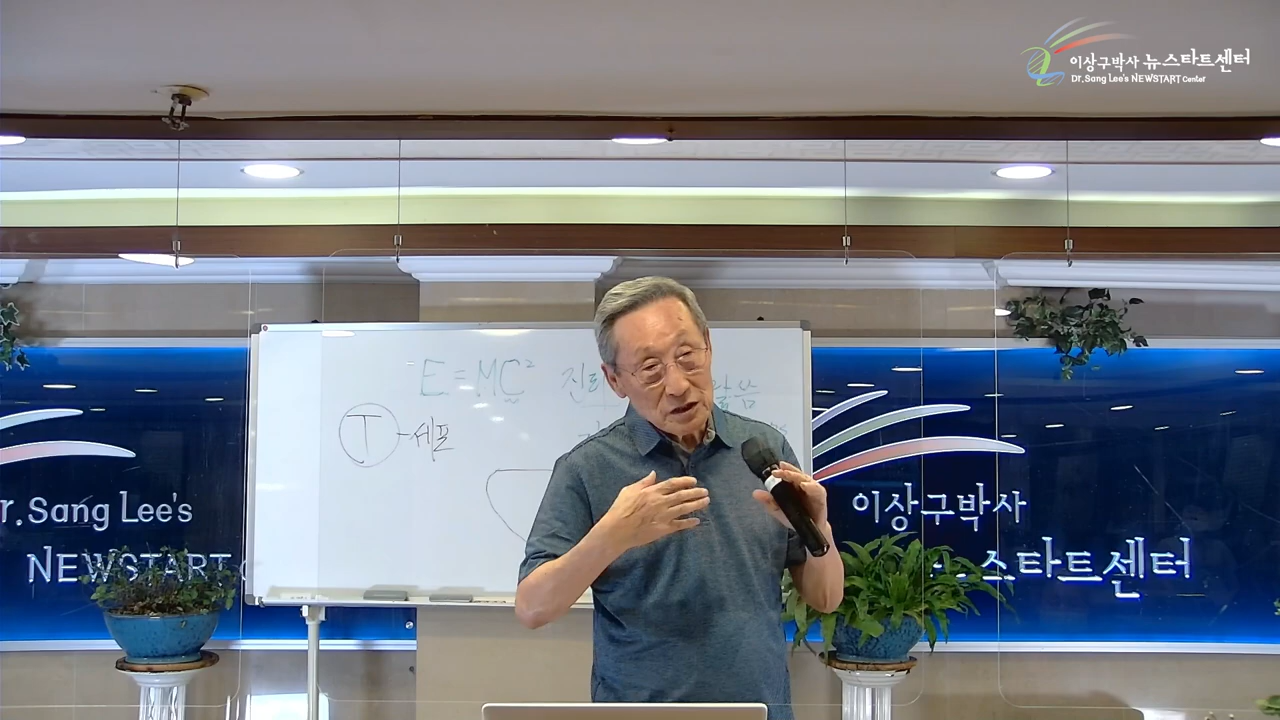 이상구박사 뉴스타트센터
Dr. Sang Lee's NEWSTART Center
E = MC²
T
세포
r. Sang Lee's
NEWSTART
이상구박사
스타트센터